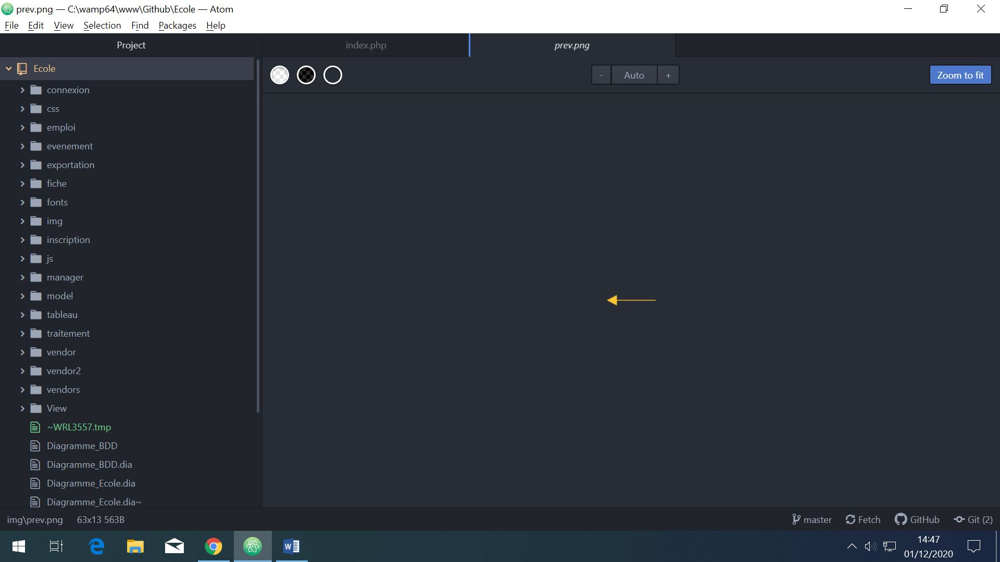 prev.png — C:\wamp64\www\Github\Ecole — Atom
File Edit View Selection Find Packages Help
Project
index.php
prev.png
Ecole
- Auto +
Zoom to fit
connexion
css
emploi
evenement
exportation
fiche
fonts
img
inscription
js
manager
model
tableau
traitement
vendor
vendor2
vendors
View
~WRL3557.tmp
Diagramme_BDD
Diagramme_BDD.dia
Diagramme_Ecole.dia
Diagramme_Ecole.dia~
img\prev.png 63x13 563B
master Fetch GitHub Git (2)
14:47
01/12/2020